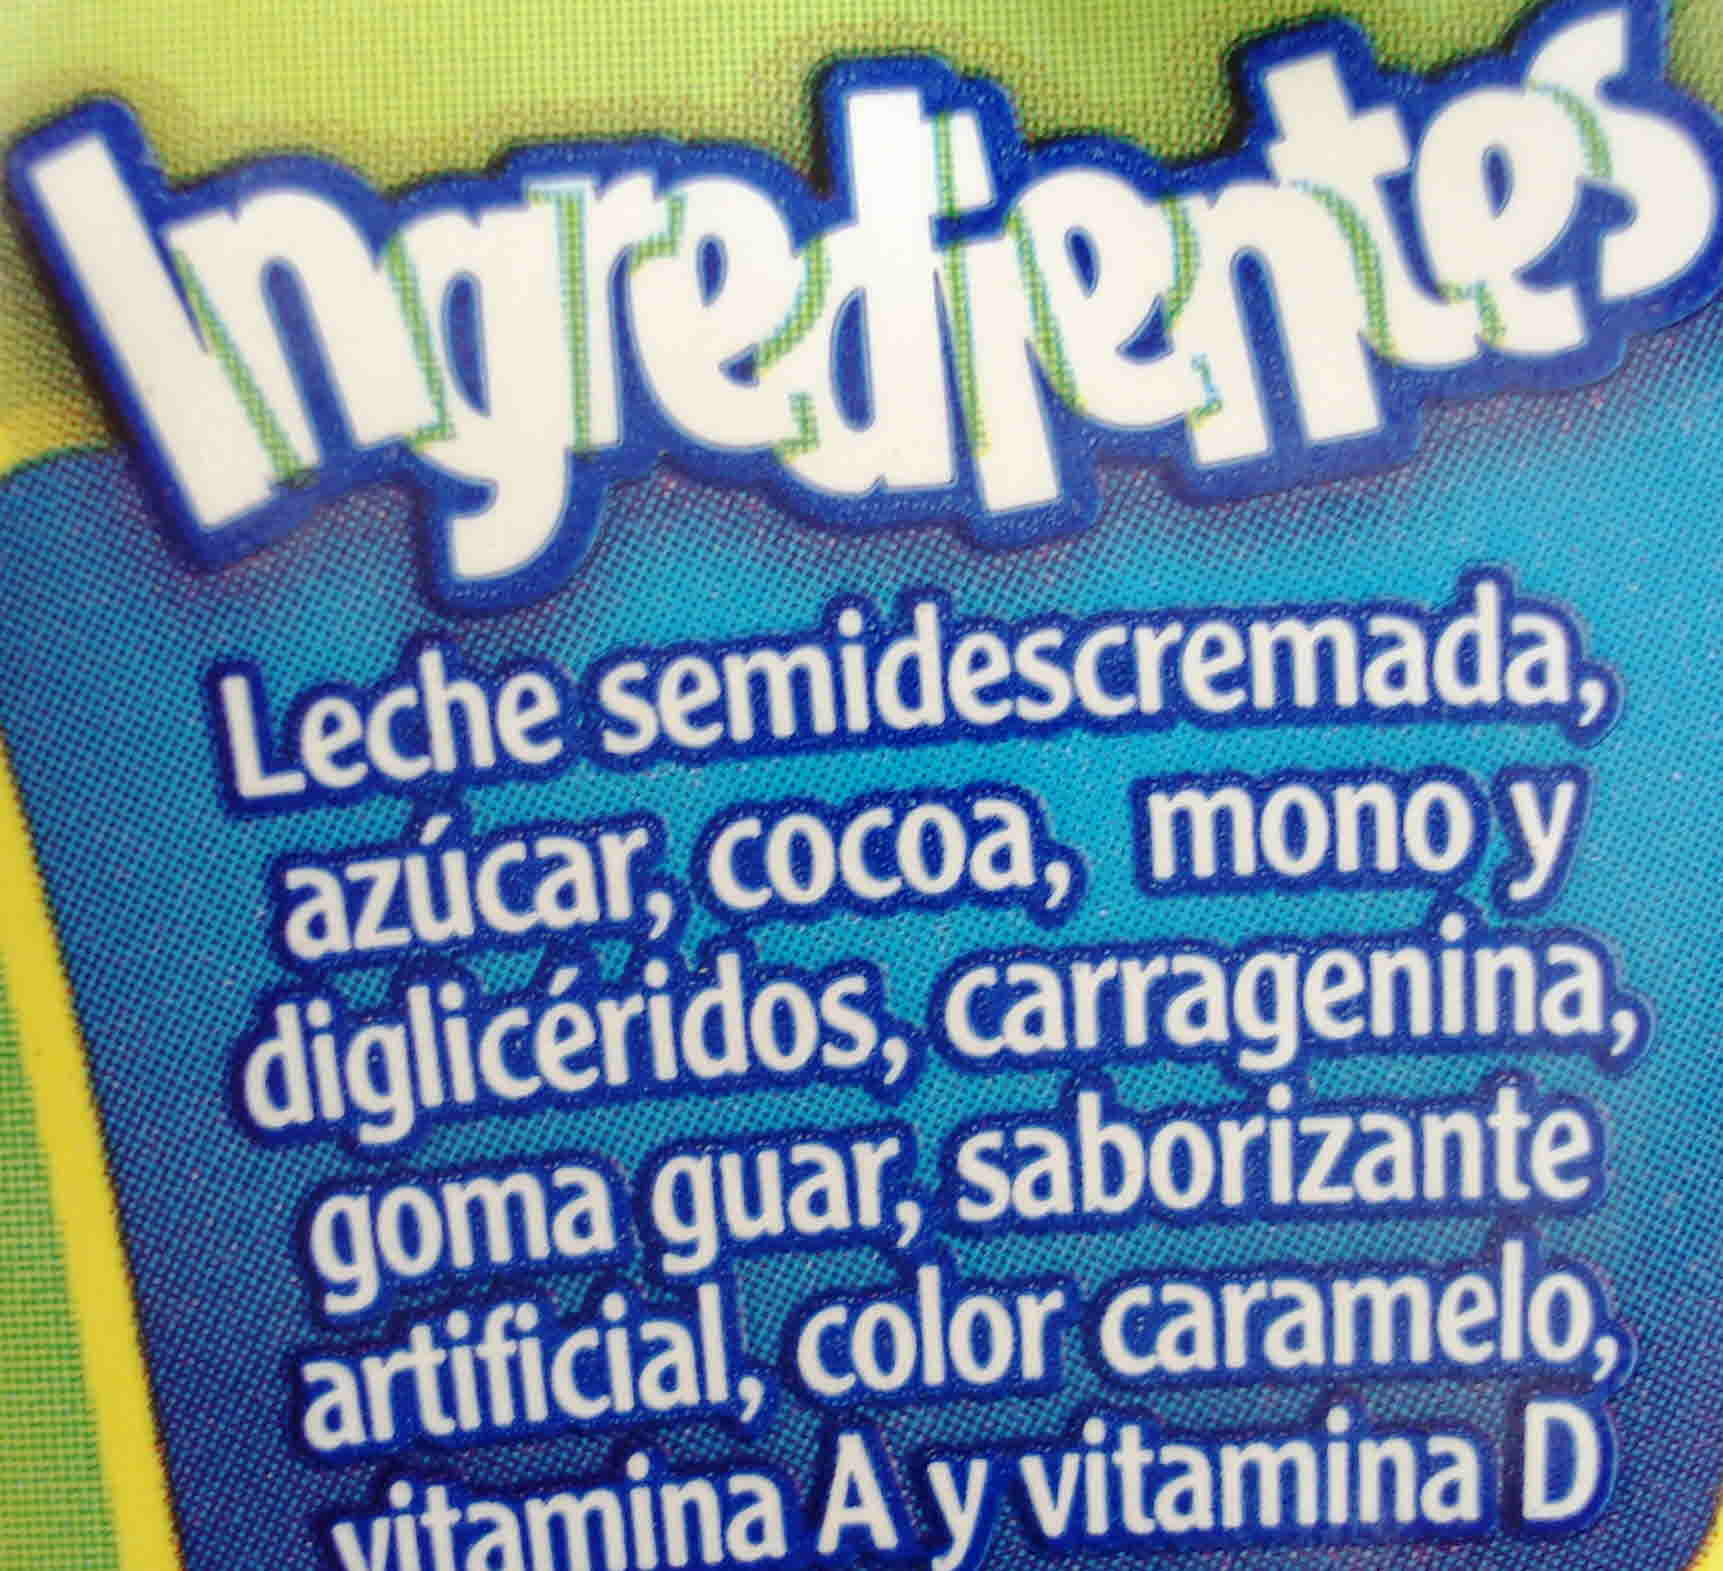 Ingredientes
Leche semidescremada,
azúcar, cocoa, mono y
diglicéridos, carragenina,
goma guar, saborizante
artificial, color caramelo,
vitamina A y vitamina D